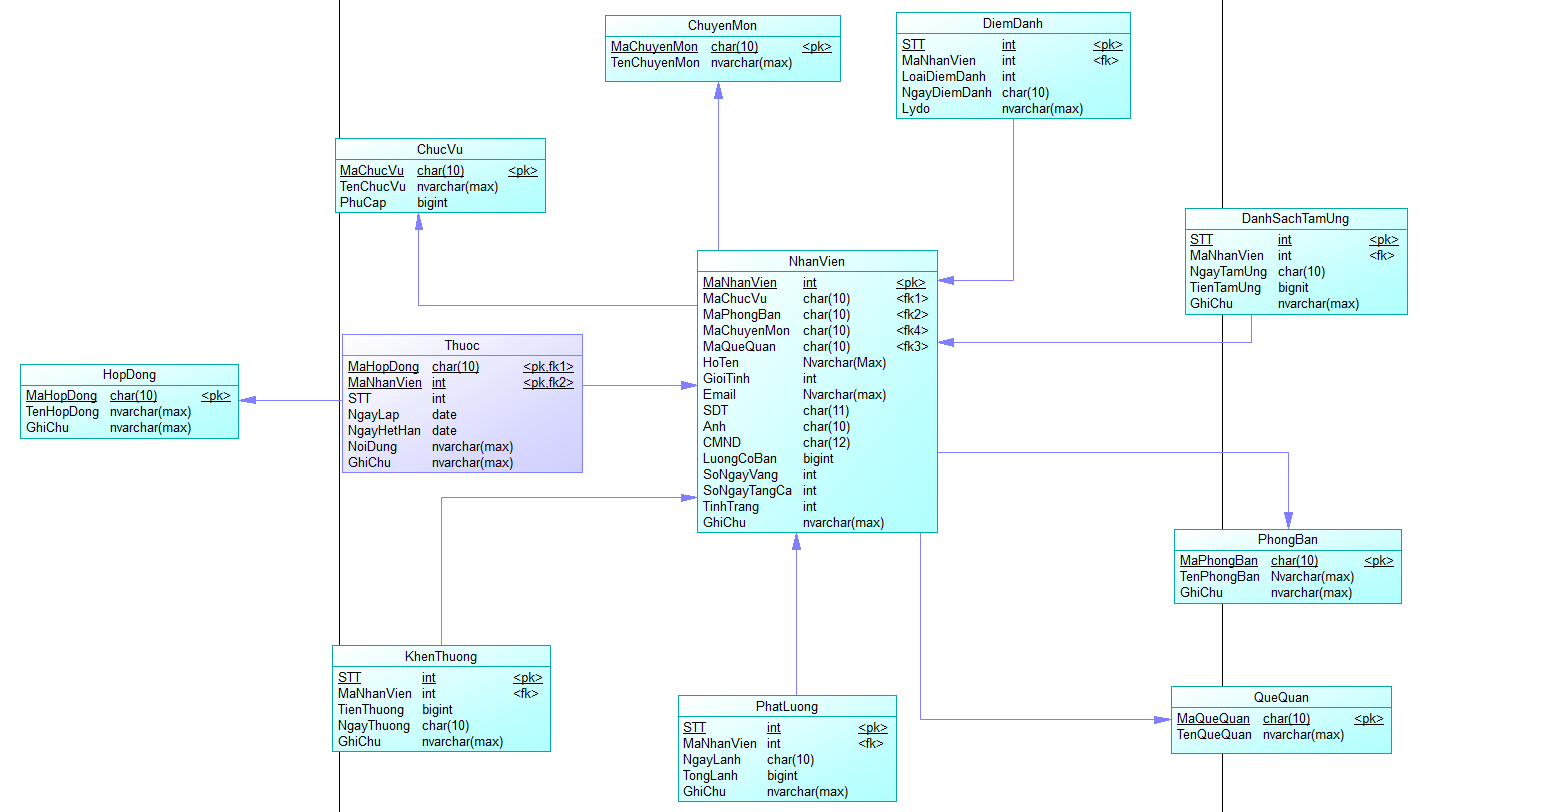 ChuyenMon
MaChuyenMon char(10) <pk>
TenChuyenMon nvarchar(max)
DiemDanh
STT int <pk>
MaNhanVien int <fk>
LoaiDiemDanh int
NgayDiemDanh char(10)
Lydo nvarchar(max)
ChucVu
MaChucVu char(10) <pk>
TenChucVu nvarchar(max)
PhuCap bigint
DanhSachTamUng
STT int <pk>
MaNhanVien int <fk>
NgayTamUng char(10)
TienTamUng bignit
GhiChu nvarchar(max)
NhanVien
MaNhanVien int <pk>
MaChucVu char(10) <fk1>
MaPhongBan char(10) <fk2>
MaChuyenMon char(10) <fk4>
MaQueQuan char(10) <fk3>
HoTen Nvarchar(Max)
GioiTinh int
Email Nvarchar(max)
SDT char(11)
Anh char(10)
CMND char(12)
LuongCoBan bigint
SoNgayVang int
SoNgayTangCa int
TinhTrang int
GhiChu nvarchar(max)
Thuoc
MaHopDong char(10) <pk,fk1>
MaNhanVien int <pk,fk2>
STT int
NgayLap date
NgayHetHan date
NoiDung nvarchar(max)
GhiChu nvarchar(max)
HopDong
MaHopDong char(10) <pk>
TenHopDong nvarchar(max)
GhiChu nvarchar(max)
PhongBan
MaPhongBan char(10) <pk>
TenPhongBan Nvarchar(max)
GhiChu nvarchar(max)
KhenThuong
STT int <pk>
MaNhanVien int <fk>
TienThuong bigint
NgayThuong char(10)
GhiChu nvarchar(max)
PhatLuong
STT int <pk>
MaNhanVien int <fk>
NgayLanh char(10)
TongLanh bigint
GhiChu nvarchar(max)
QueQuan
MaQueQuan char(10) <pk>
TenQueQuan nvarchar(max)